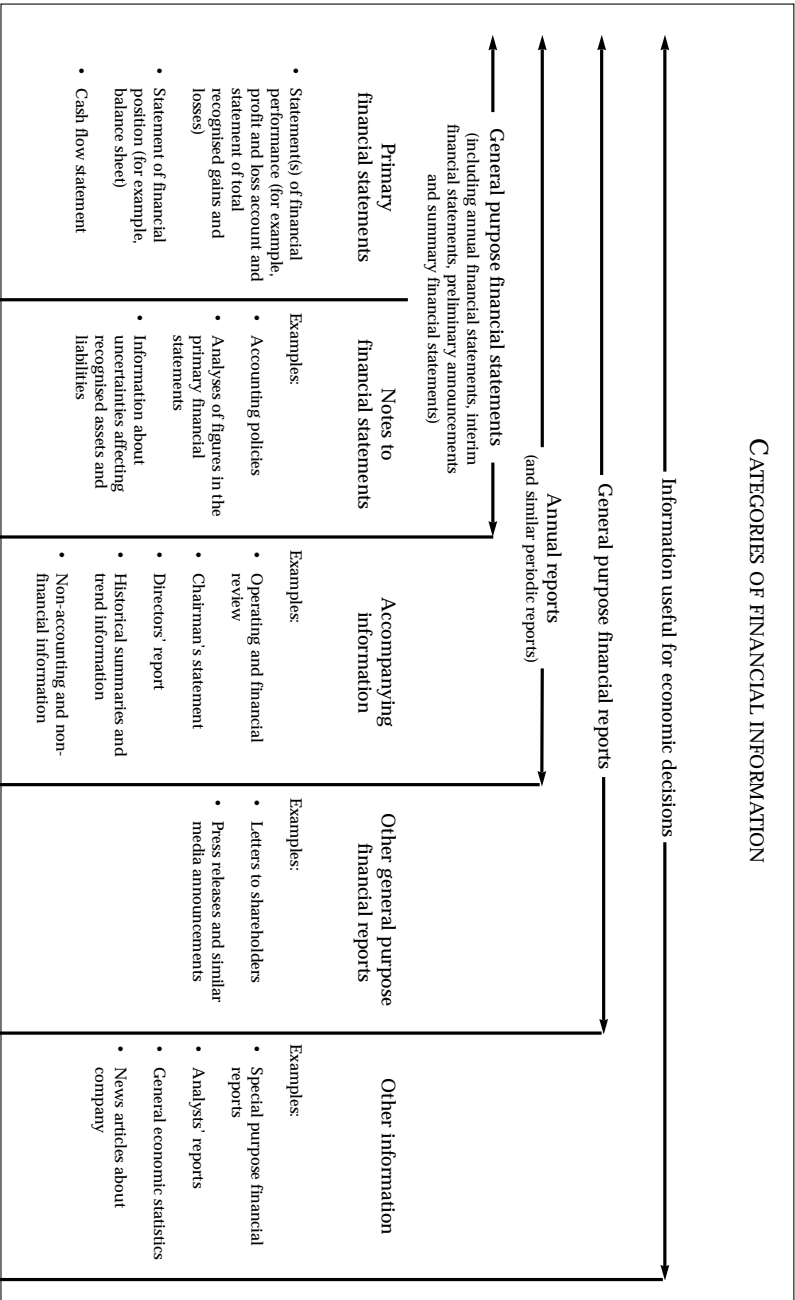 CATEGORIES OF FINANCIAL INFORMATION
Information useful for economic decisions
General purpose financial reports
Annual reports
(and similar periodic reports)
General purpose financial statements
(including annual financial statements, interim
financial statements, preliminary announcements
and summary financial statements)
Primary
financial statements
• Statement(s) of financial
performance (for example,
profit and loss account and
statement of total
recognised gains and
losses)
• Statement of financial
position (for example,
balance sheet)
• Cash flow statement
Notes to
financial statements
Examples:
• Accounting policies
• Analyses of figures in the
primary financial
statements
• Information about
uncertainties affecting
recognised assets and
liabilities
Accompanying
information
Examples:
• Operating and financial
review
• Chairman's statement
• Directors' report
• Historical summaries and
trend information
• Non-accounting and non-
financial information
Other general purpose
financial reports
Examples:
• Letters to shareholders
• Press releases and similar
media announcements
Other information
Examples:
• Special purpose financial
reports
• Analysts' reports
• General economic statistics
• News articles about
company